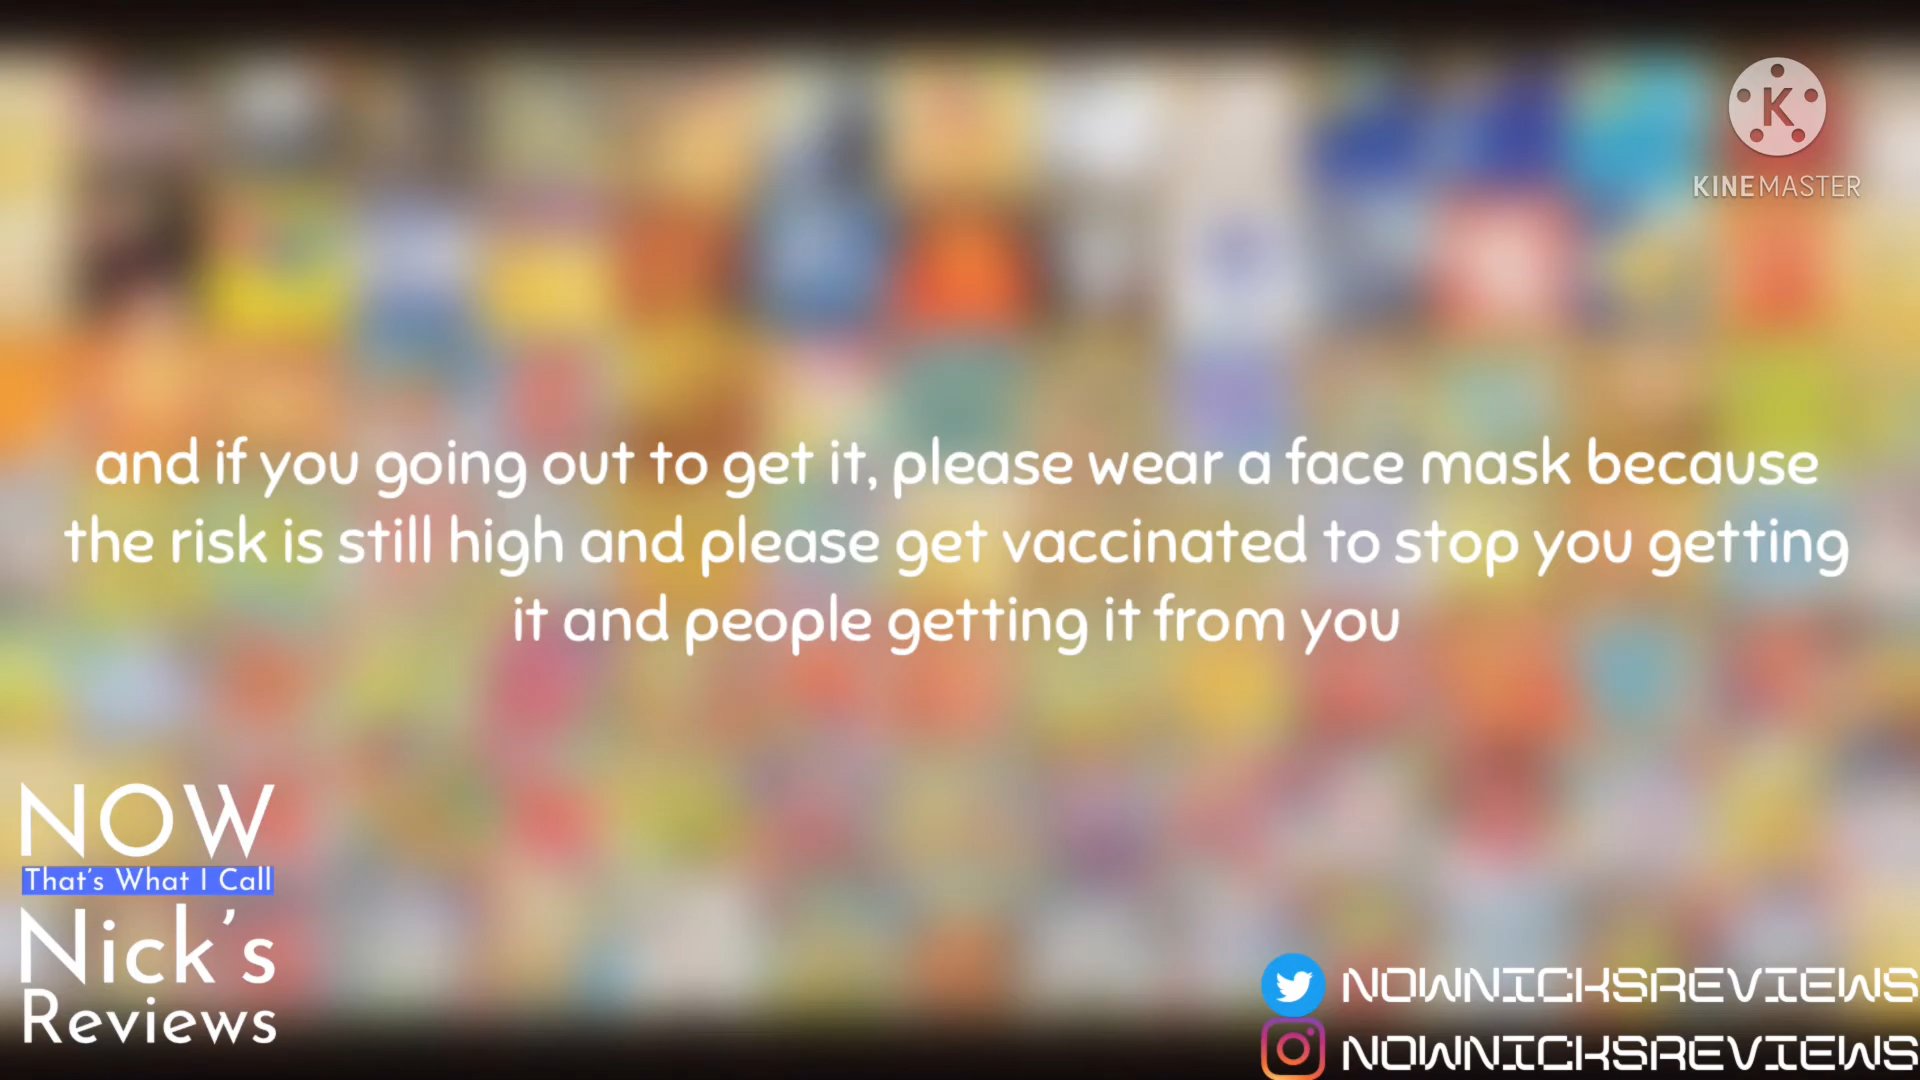 K
KINEMASTER
and if you going out to get it, please wear a face mask because
the risk is still high and please get vaccinated to stop you getting
it and people getting it from you
NOW
That's What I Call
Nick's
Reviews
NOWNICKSREVIEWS
NOWNICKSREVIEWS